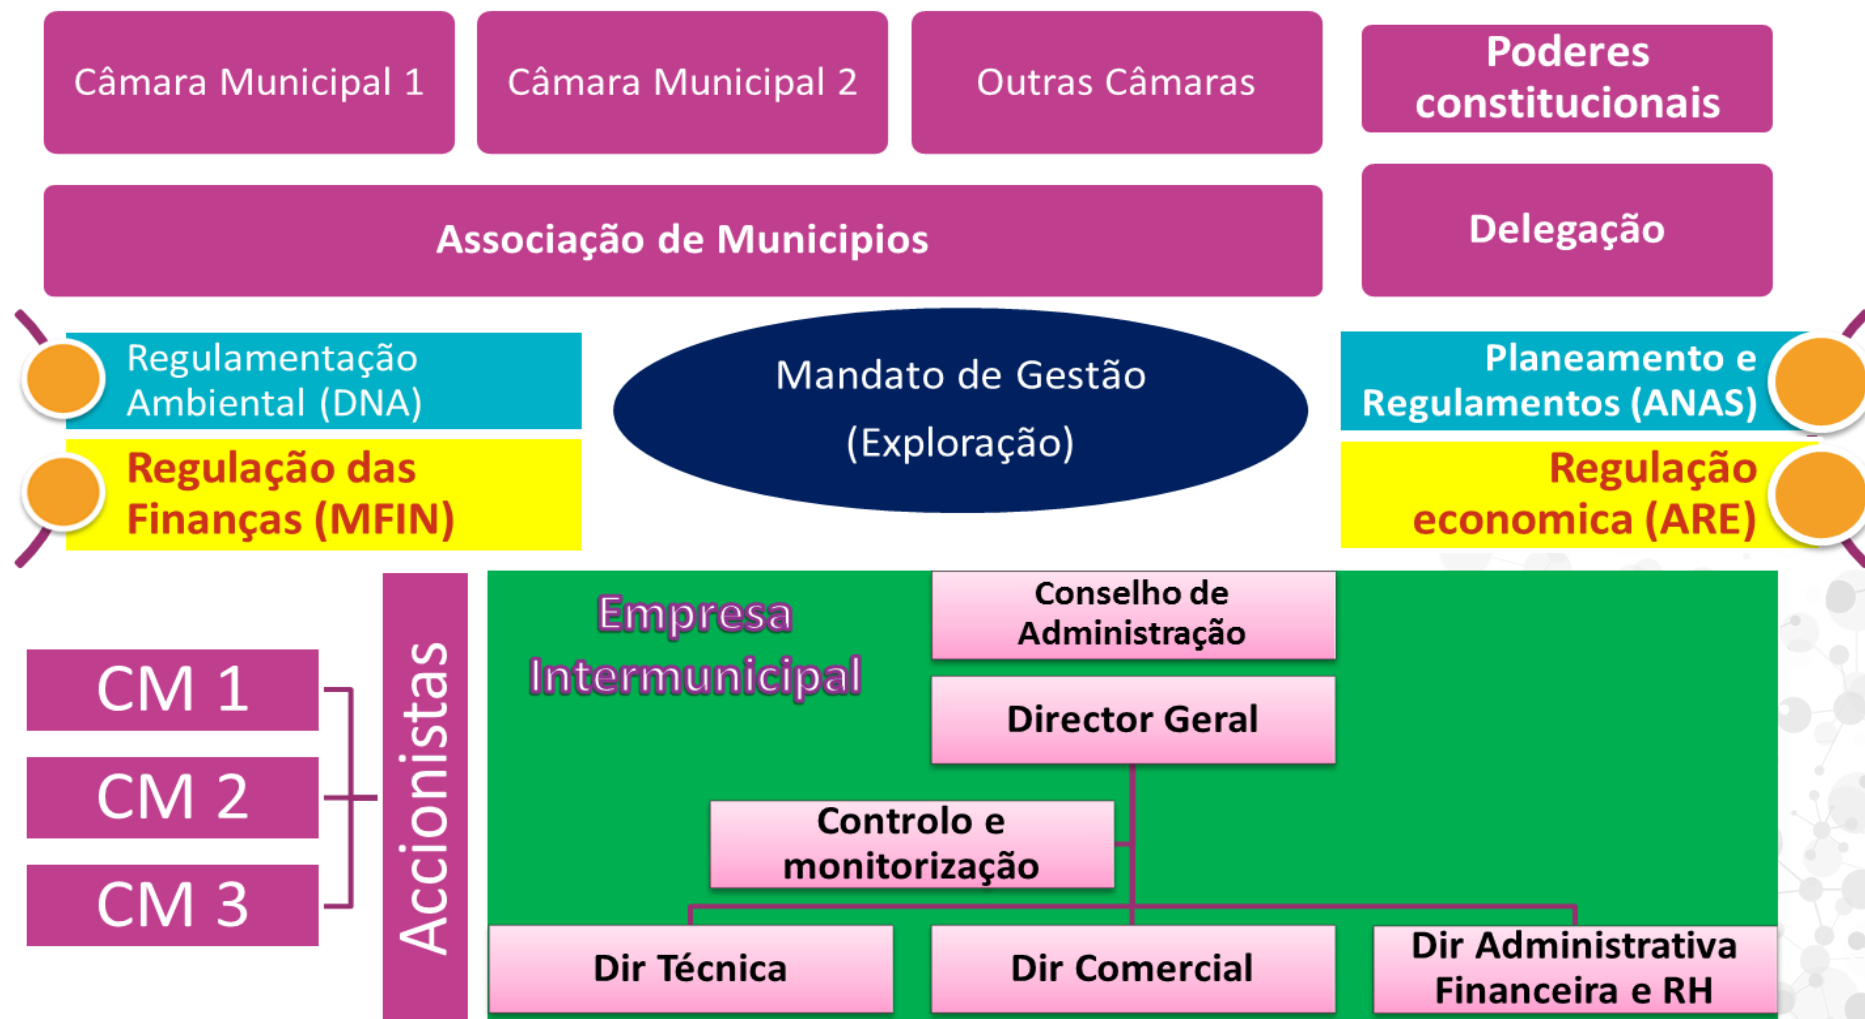 Câmara Municipal 1
Câmara Municipal 2
Outras Câmaras
Poderes
constitucionais
Associação de Municipios
Delegação
Regulamentação
Ambiental (DNA)
Regulação das
Finanças (MFIN)
Mandato de Gestão
(Exploração)
Planeamento e
Regulamentos (ANAS)
Regulação
economica (ARE)
CM 1
CM 2
CM 3
Accionistas
Empresa
Intermunicipal
Conselho de
Administração
Director Geral
Controlo e
monitorização
Dir Técnica
Dir Comercial
Dir Administrativa
Financeira e RH